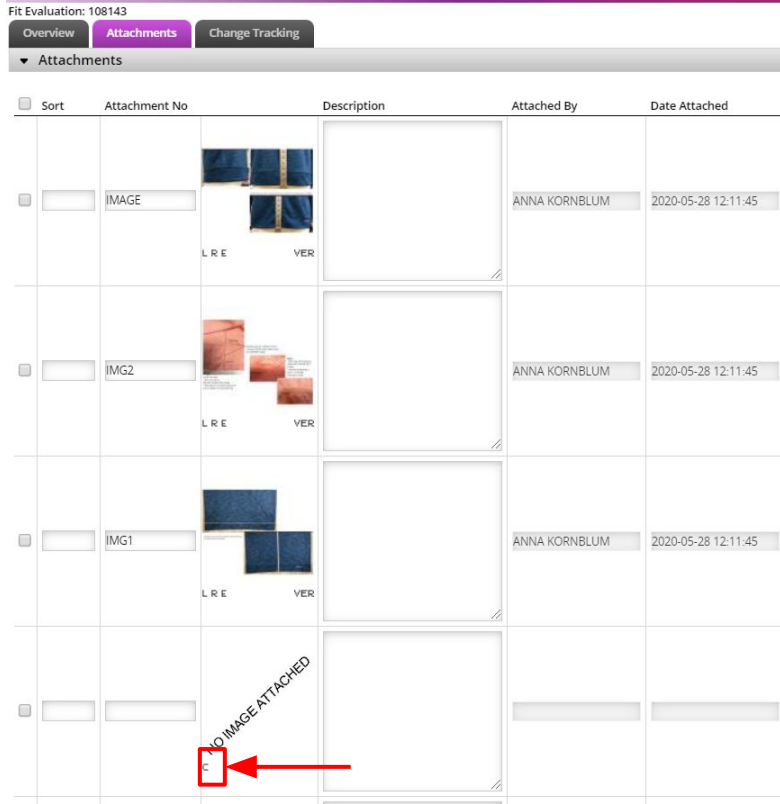 Fit Evaluation: 108143
Overview Attachments Change Tracking
Attachments
Sort Attachment No Description Attached By Date Attached
IMAGE ANNA KORNBLUM 2020-05-28 12:11:45
L R E VER
IMG2 ANNA KORNBLUM 2020-05-28 12:11:45
L R E VER
IMG1 ANNA KORNBLUM 2020-05-28 12:11:45
L R E VER
NO IMAGE ATTACHED
C